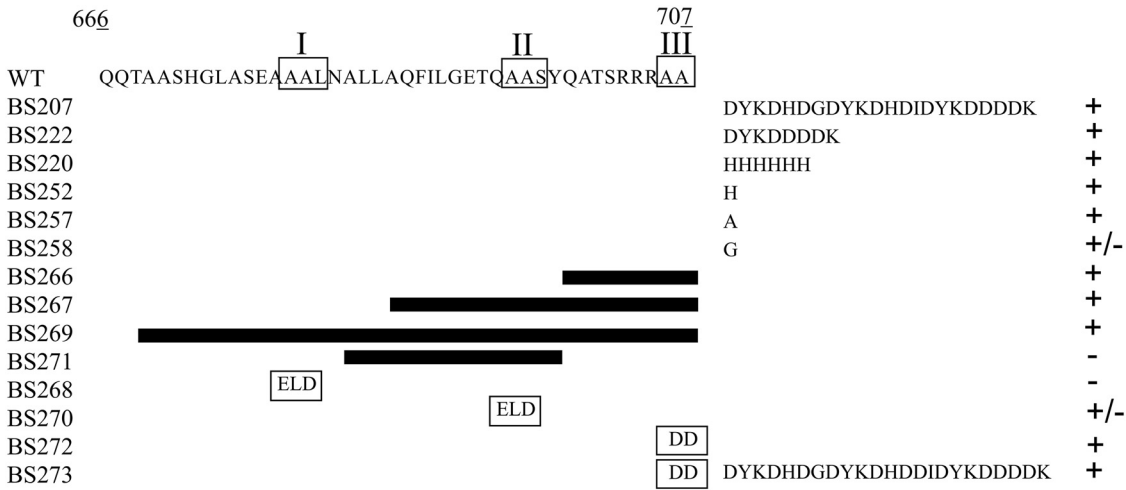 666 707
I II III
WT QQTAASHGLASEAAALNALLAQFILGETQAASYQATSRRRAA
BS207 DYKDHDGDYKDHDIDYKDDDDK +
BS222 DYKDDDDK +
BS220 HHHHHH +
BS252 H +
BS257 A +
BS258 G +/-
BS266 +
BS267 +
BS269 +
BS271 -
BS268 ELD -
BS270 ELD +/-
BS272 DD +
BS273 DD DYKDHDGDYKDHDDIDYKDDDDK +